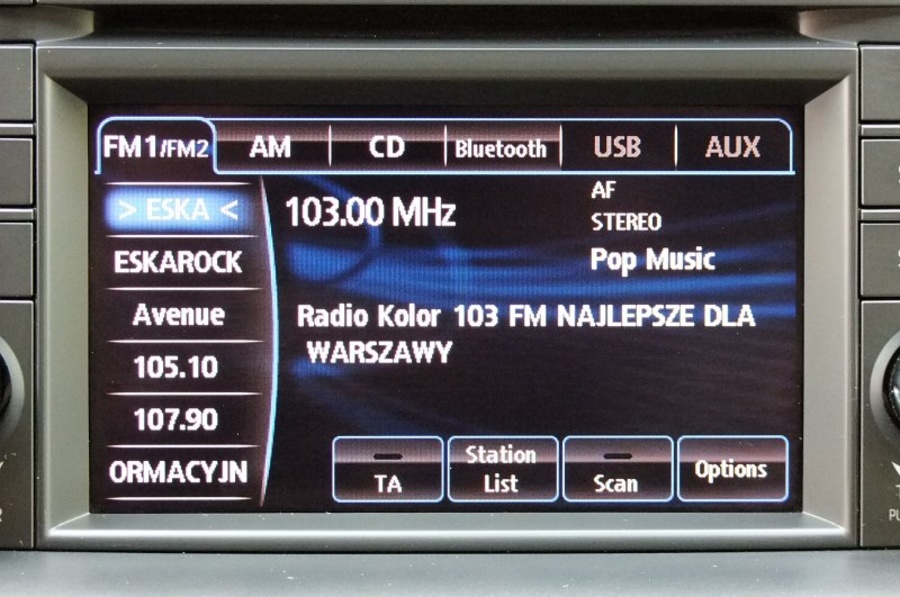 FM1/FM2 AM CD Bluetooth USB AUX
> ESKA <
ESKAROCK
Avenue
105.10
107.90
ORMACYJN
103.00 MHz
AF
STEREO
Pop Music
Radio Kolor 103 FM NAJLEPSZE DLA
WARSZAWY
TA
Station
List
Scan
Options